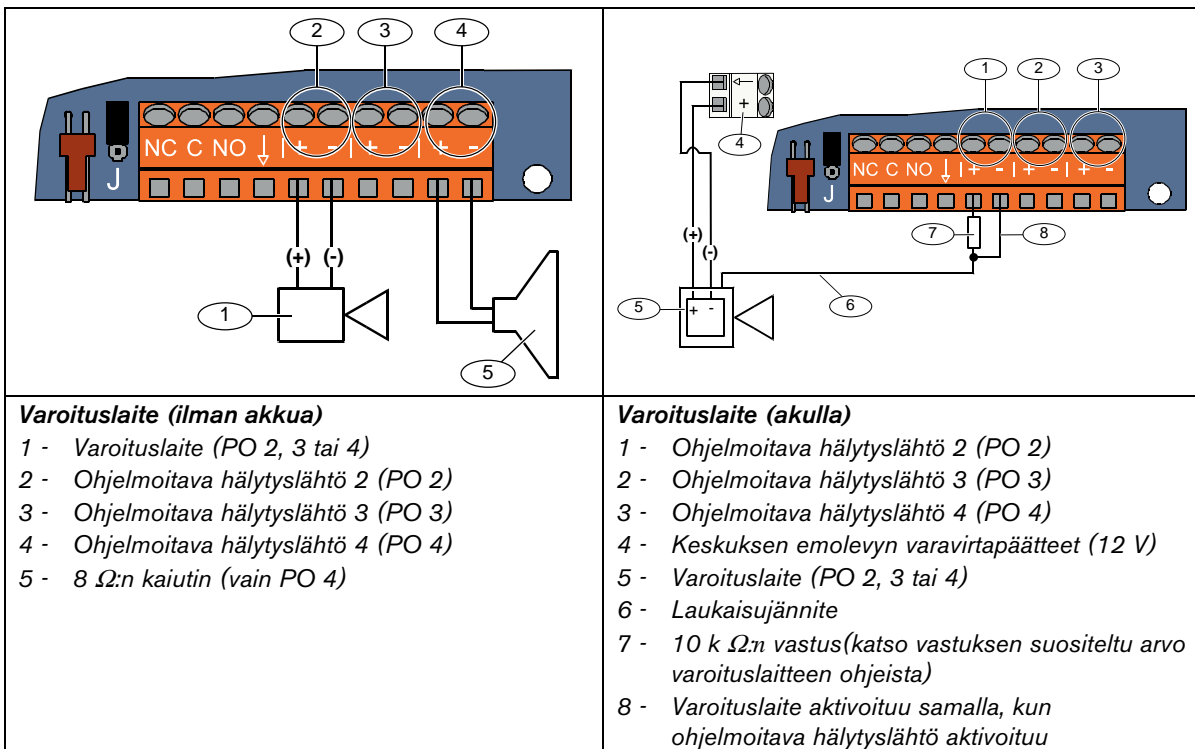 2 3 4
NC C NO + - + - + -
J
(+) (-)
1
5
1 2 3
+
4
NC C NO + - + - + -
J
7 8
(+)
(-)
5 + -
6
Varoituslaite (ilman akkua)
1 - Varoituslaite (PO 2, 3 tai 4)
2 - Ohjelmoitava hälytyslähtö 2 (PO 2)
3 - Ohjelmoitava hälytyslähtö 3 (PO 3)
4 - Ohjelmoitava hälytyslähtö 4 (PO 4)
5 - 8 Ω:n kaiutin (vain PO 4)
Varoituslaite (akulla)
1 - Ohjelmoitava hälytyslähtö 2 (PO 2)
2 - Ohjelmoitava hälytyslähtö 3 (PO 3)
3 - Ohjelmoitava hälytyslähtö 4 (PO 4)
4 - Keskuksen emolevyn varavirtapäätteet (12 V)
5 - Varoituslaite (PO 2, 3 tai 4)
6 - Laukaisujännite
7 - 10 k Ω:n vastus(katso vastuksen suositeltu arvo
varoituslaitteen ohjeista)
8 - Varoituslaite aktivoituu samalla, kun
ohjelmoitava hälytyslähtö aktivoituu